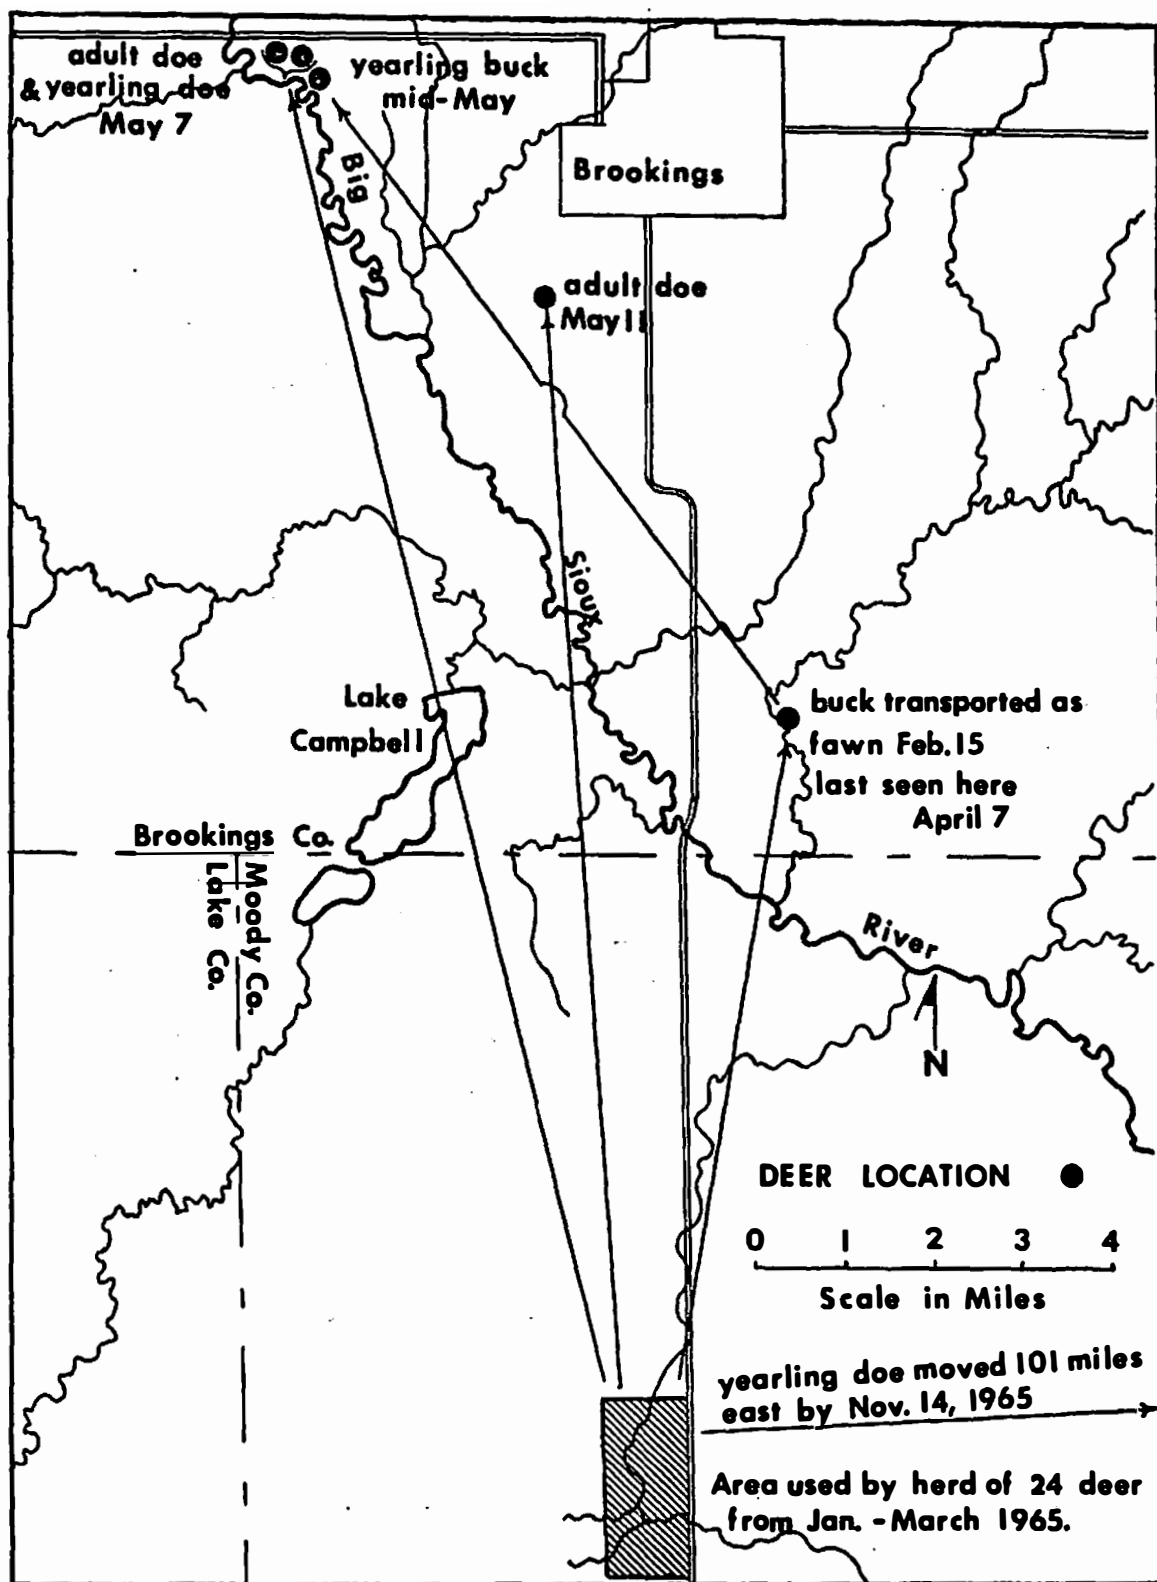 adult doe
& yearling doe
May 7
yearling buck
mid-May
Big
Brookings
adult doe
May 11
Sioux
Lake
Campbell
buck transported as
fawn Feb. 15
last seen here
April 7
Brookings Co.
Moody Co.
Lake Co.
River
N
DEER LOCATION
0 1 2 3 4
Scale in Miles
yearling doe moved 101 miles
east by Nov. 14, 1965
Area used by herd of 24 deer
from Jan. - March 1965.